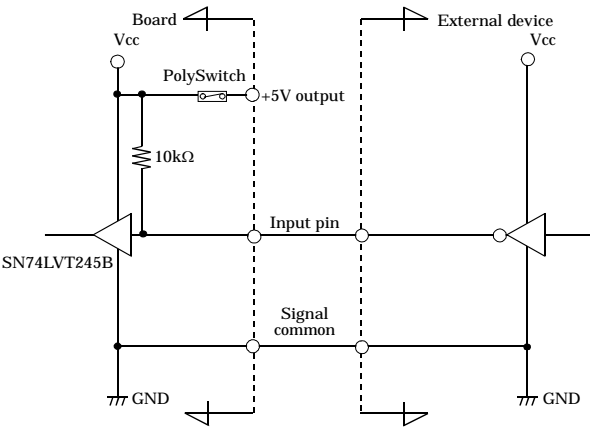 Board
External device
Vcc
Vcc
PolySwitch
+5V output
10kΩ
Input pin
SN74LVT245B
Signal
common
GND
GND